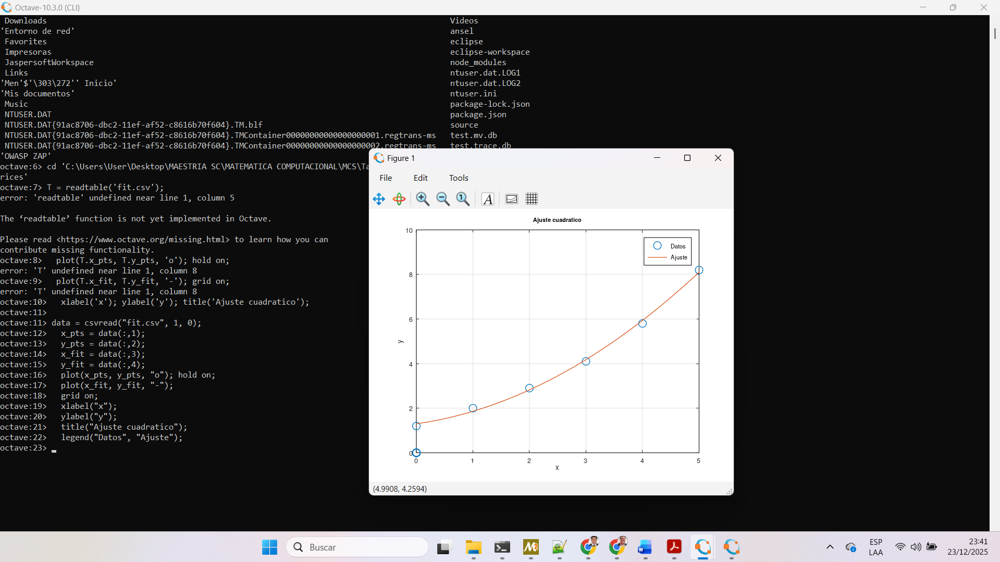 Octave-10.3.0 (CLI)
Downloads Videos
'Entorno de red' ansel
Favorites eclipse
Impresoras eclipse-workspace
JaspersoftWorkspace node_modules
Links ntuser.dat.LOG1
'Men'$'\303\272'' Inicio' ntuser.dat.LOG2
'Mis documentos' ntuser.ini
Music package-lock.json
NTUSER.DAT package.json
NTUSER.DAT{91ac8706-dbc2-11ef-af52-c8616b70f604}.TM.blf source
NTUSER.DAT{91ac8706-dbc2-11ef-af52-c8616b70f604}.TMContainer00000000000000000001.regtrans-ms test.mv.db
NTUSER.DAT{91ac8706-dbc2-11ef-af52-c8616b70f604}.TMContainer00000000000000000002.regtrans-ms test.trace.db
'OWASP ZAP'
octave:6> cd 'C:\Users\User\Desktop\MAESTRIA SC\MATEMATICA COMPUTACIONAL\MCS\Ta
rices'
octave:7> T = readtable('fit.csv');
error: 'readtable' undefined near line 1, column 5
The ‘readtable’ function is not yet implemented in Octave.
Please read <https://www.octave.org/missing.html> to learn how you can
contribute missing functionality.
octave:8> plot(T.x_pts, T.y_pts, 'o'); hold on;
error: 'T' undefined near line 1, column 8
octave:9> plot(T.x_fit, T.y_fit, '-'); grid on;
error: 'T' undefined near line 1, column 8
octave:10> xlabel('x'); ylabel('y'); title('Ajuste cuadratico');
octave:11>
octave:11> data = csvread("fit.csv", 1, 0);
octave:12> x_pts = data(:,1);
octave:13> y_pts = data(:,2);
octave:14> x_fit = data(:,3);
octave:15> y_fit = data(:,4);
octave:16> plot(x_pts, y_pts, "o"); hold on;
octave:17> plot(x_fit, y_fit, "-");
octave:18> grid on;
octave:19> xlabel("x");
octave:20> ylabel("y");
octave:21> title("Ajuste cuadratico");
octave:22> legend("Datos", "Ajuste");
octave:23>
Figure 1
File Edit Tools
Ajuste cuadratico
Datos
Ajuste
10
8
6
4
2
0
y
0 1 2 3 4 5
x
(4.9908, 4.2594)
Buscar
ESP
LAA
23:41
23/12/2025